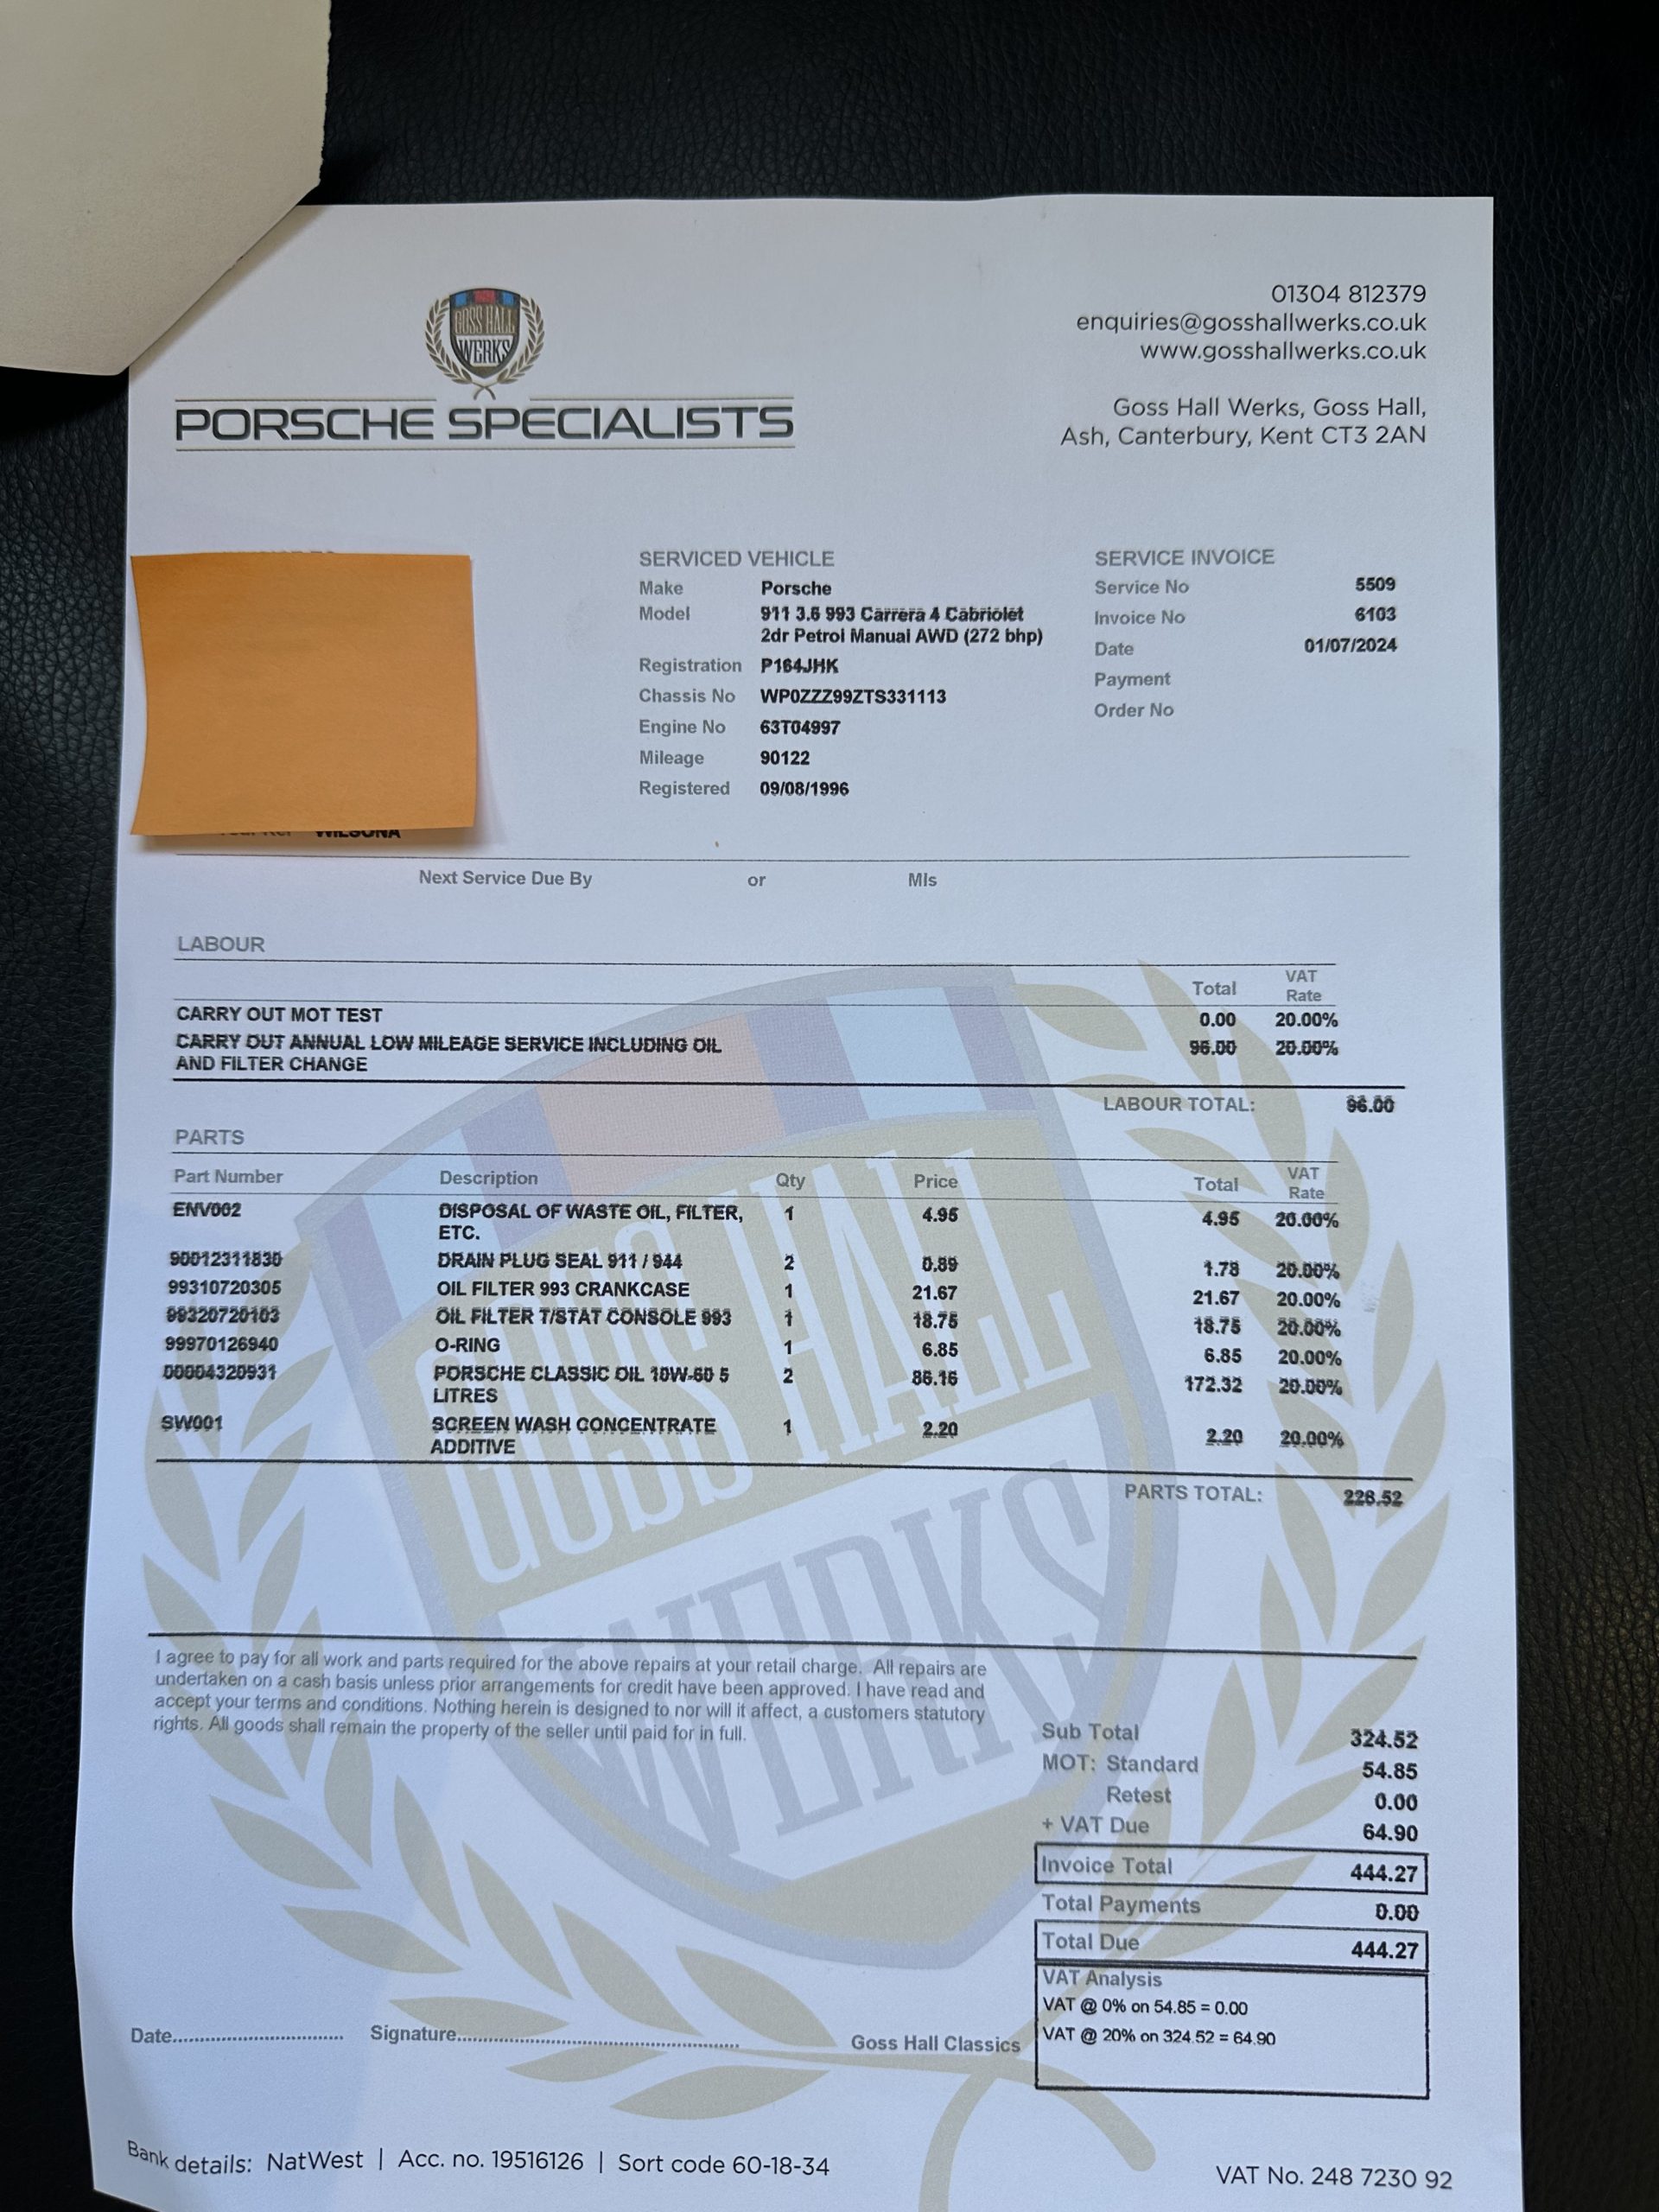 GOSS HALL
WERKS
PORSCHE SPECIALISTS
01304 812379
enquiries@gosshallwerks.co.uk
www.gosshallwerks.co.uk
Goss Hall Werks, Goss Hall,
Ash, Canterbury, Kent CT3 2AN
WILSONA
SERVICED VEHICLE
Make Porsche
Model 911 3.6 993 Carrera 4 Cabriolet
2dr Petrol Manual AWD (272 bhp)
Registration P164JHK
Chassis No WP0ZZZ99ZTS331113
Engine No 63T04997
Mileage 90122
Registered 09/08/1996
SERVICE INVOICE
Service No 5509
Invoice No 6103
Date 01/07/2024
Payment
Order No
Next Service Due By or Mls
LABOUR
Total VAT Rate
CARRY OUT MOT TEST 0.00 20.00%
CARRY OUT ANNUAL LOW MILEAGE SERVICE INCLUDING OIL 96.00 20.00%
AND FILTER CHANGE
LABOUR TOTAL: 96.00
PARTS
Part Number Description Qty Price Total VAT Rate
ENV002 DISPOSAL OF WASTE OIL, FILTER, 1 4.95 4.95 20.00%
ETC.
90012311830 DRAIN PLUG SEAL 911 / 944 2 0.89 1.78 20.00%
99310720305 OIL FILTER 993 CRANKCASE 1 21.67 21.67 20.00%
99320720103 OIL FILTER T/STAT CONSOLE 993 1 18.75 18.75 20.00%
99970126940 O-RING 1 6.85 6.85 20.00%
00004320931 PORSCHE CLASSIC OIL 10W-60 5 2 86.16 172.32 20.00%
LITRES
SW001 SCREEN WASH CONCENTRATE 1 2.20 2.20 20.00%
ADDITIVE
PARTS TOTAL: 228.52
GOSS HALL
WERKS
I agree to pay for all work and parts required for the above repairs at your retail charge. All repairs are
undertaken on a cash basis unless prior arrangements for credit have been approved. I have read and
accept your terms and conditions. Nothing herein is designed to nor will it affect, a customers statutory
rights. All goods shall remain the property of the seller until paid for in full.
Sub Total 324.52
MOT: Standard 54.85
Retest 0.00
+ VAT Due 64.90
Invoice Total 444.27
Total Payments 0.00
Total Due 444.27
VAT Analysis
VAT @ 0% on 54.85 = 0.00
VAT @ 20% on 324.52 = 64.90
Date.............................. Signature..................................................
Goss Hall Classics
Bank details: NatWest | Acc. no. 19516126 | Sort code 60-18-34
VAT No. 248 7230 92